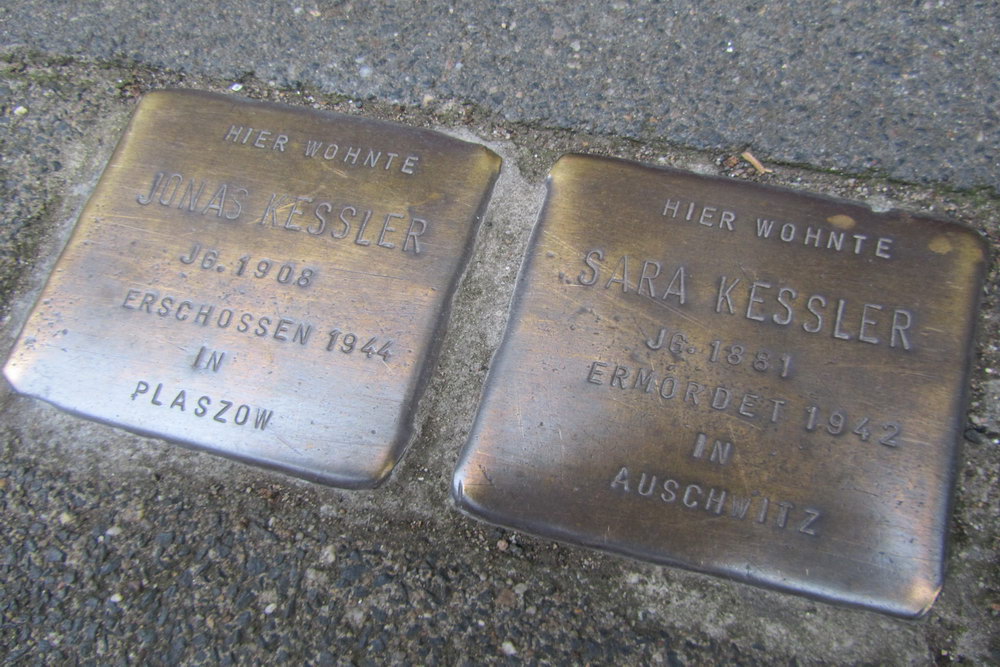 HIER WOHNTE
JONAS KESSLER
JG. 1908
ERSCHOSSEN 1944
IN
PLASZOW
HIER WOHNTE
SARA KESSLER
JG. 1881
ERMORDET 1942
IN
AUSCHWITZ